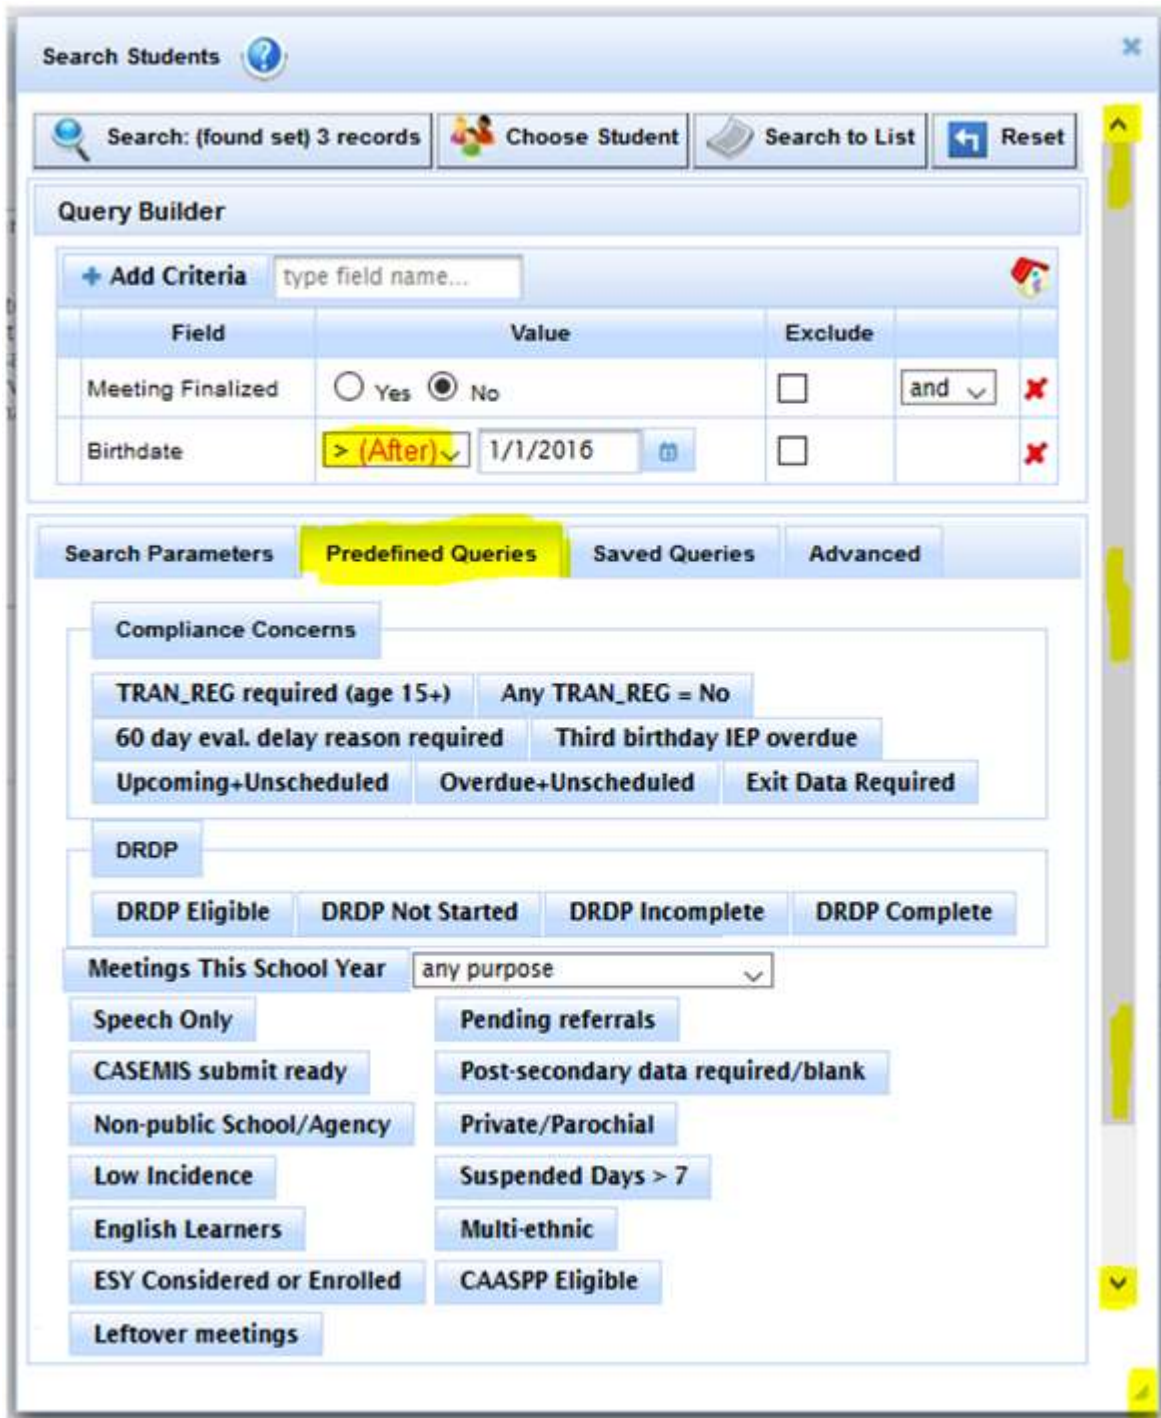 Search Students
Search: (found set) 3 records Choose Student Search to List Reset
Query Builder
Add Criteria type field name...
Field Value Exclude
Meeting Finalized Yes No and
Birthdate > (After) 1/1/2016
Search Parameters Predefined Queries Saved Queries Advanced
Compliance Concerns
TRAN_REG required (age 15+) Any TRAN_REG = No
60 day eval. delay reason required Third birthday IEP overdue
Upcoming+Unscheduled Overdue+Unscheduled Exit Data Required
DRDP
DRDP Eligible DRDP Not Started DRDP Incomplete DRDP Complete
Meetings This School Year any purpose
Speech Only Pending referrals
CASEMIS submit ready Post-secondary data required/blank
Non-public School/Agency Private/Parochial
Low Incidence Suspended Days > 7
English Learners Multi-ethnic
ESY Considered or Enrolled CAASPP Eligible
Leftover meetings